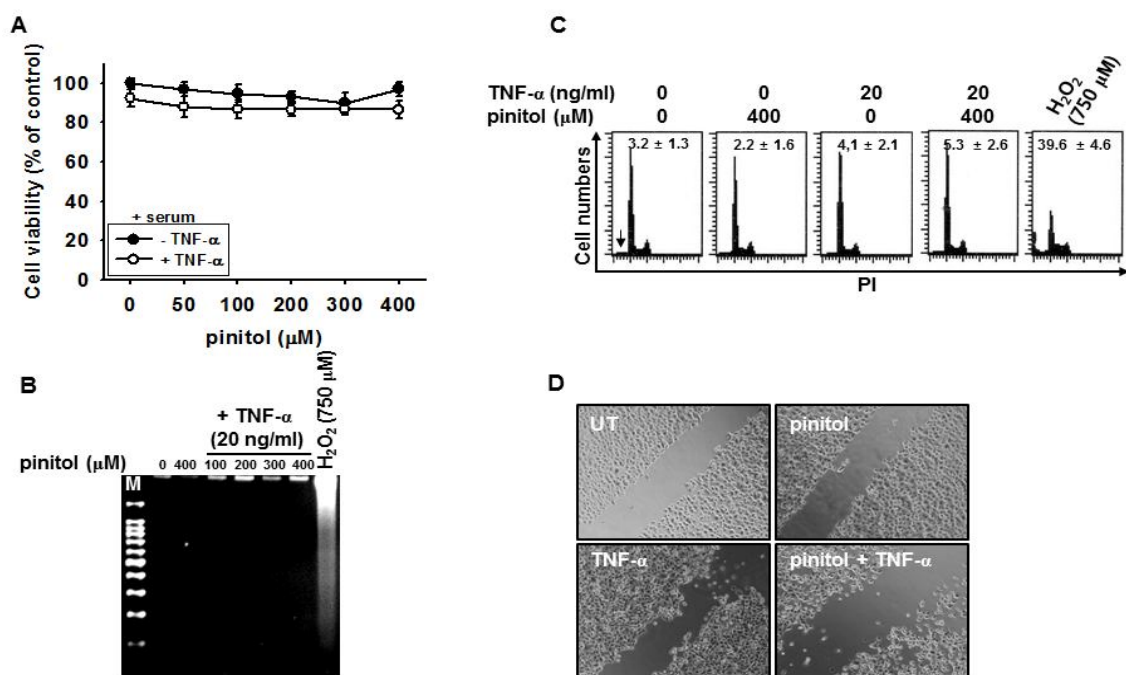 A
Cell viability (% of control)
100
80
60
40
20
0
+ serum
- TNF-α
+ TNF-α
0 50 100 200 300 400
pinitol (μM)
B
+ TNF-α
(20 ng/ml)
H2O2 (750 μM)
pinitol (μM) 0 400 100 200 300 400
M
C
TNF-α (ng/ml) 0 0 20 20
pinitol (μM) 0 400 0 400
H2O2
(750 μM)
3.2 ± 1.3 2.2 ± 1.6 4,1 ± 2.1 5.3 ± 2.6 39.6 ± 4.6
Cell numbers
PI
D
UT
pinitol
TNF-α
pinitol + TNF-α